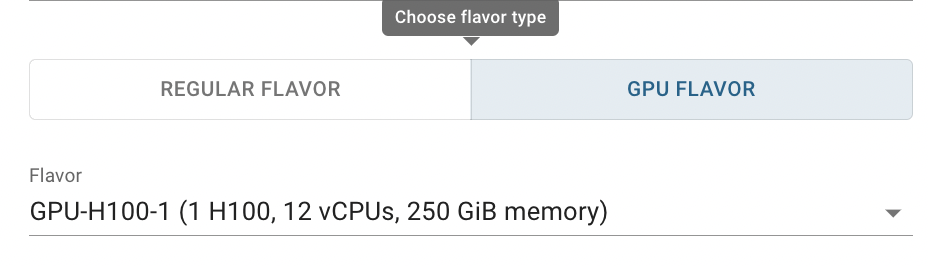 Choose flavor type
REGULAR FLAVOR
GPU FLAVOR
Flavor
GPU-H100-1 (1 H100, 12 vCPUs, 250 GiB memory)